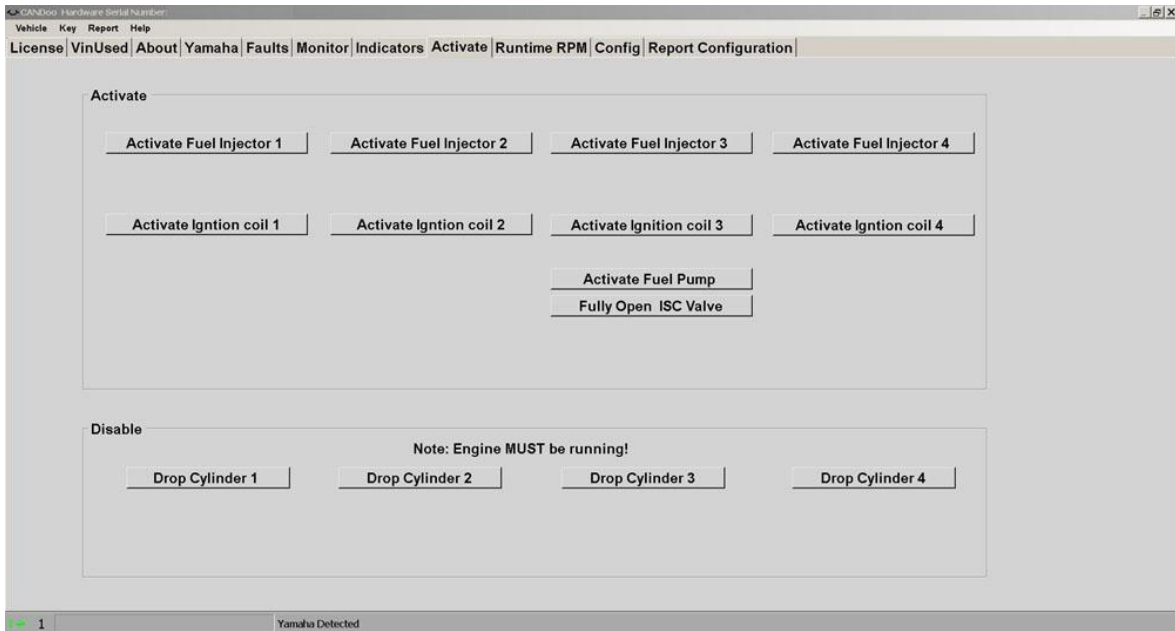 CANDoo Hardware Serial Number:
Vehicle Key Report Help
License VinUsed About Yamaha Faults Monitor Indicators Activate Runtime RPM Config Report Configuration
Activate
Activate Fuel Injector 1 Activate Fuel Injector 2 Activate Fuel Injector 3 Activate Fuel Injector 4
Activate Igntion coil 1 Activate Igntion coil 2 Activate Ignition coil 3 Activate Igntion coil 4
Activate Fuel Pump
Fully Open ISC Valve
Disable
Note: Engine MUST be running!
Drop Cylinder 1 Drop Cylinder 2 Drop Cylinder 3 Drop Cylinder 4
1 Yamaha Detected